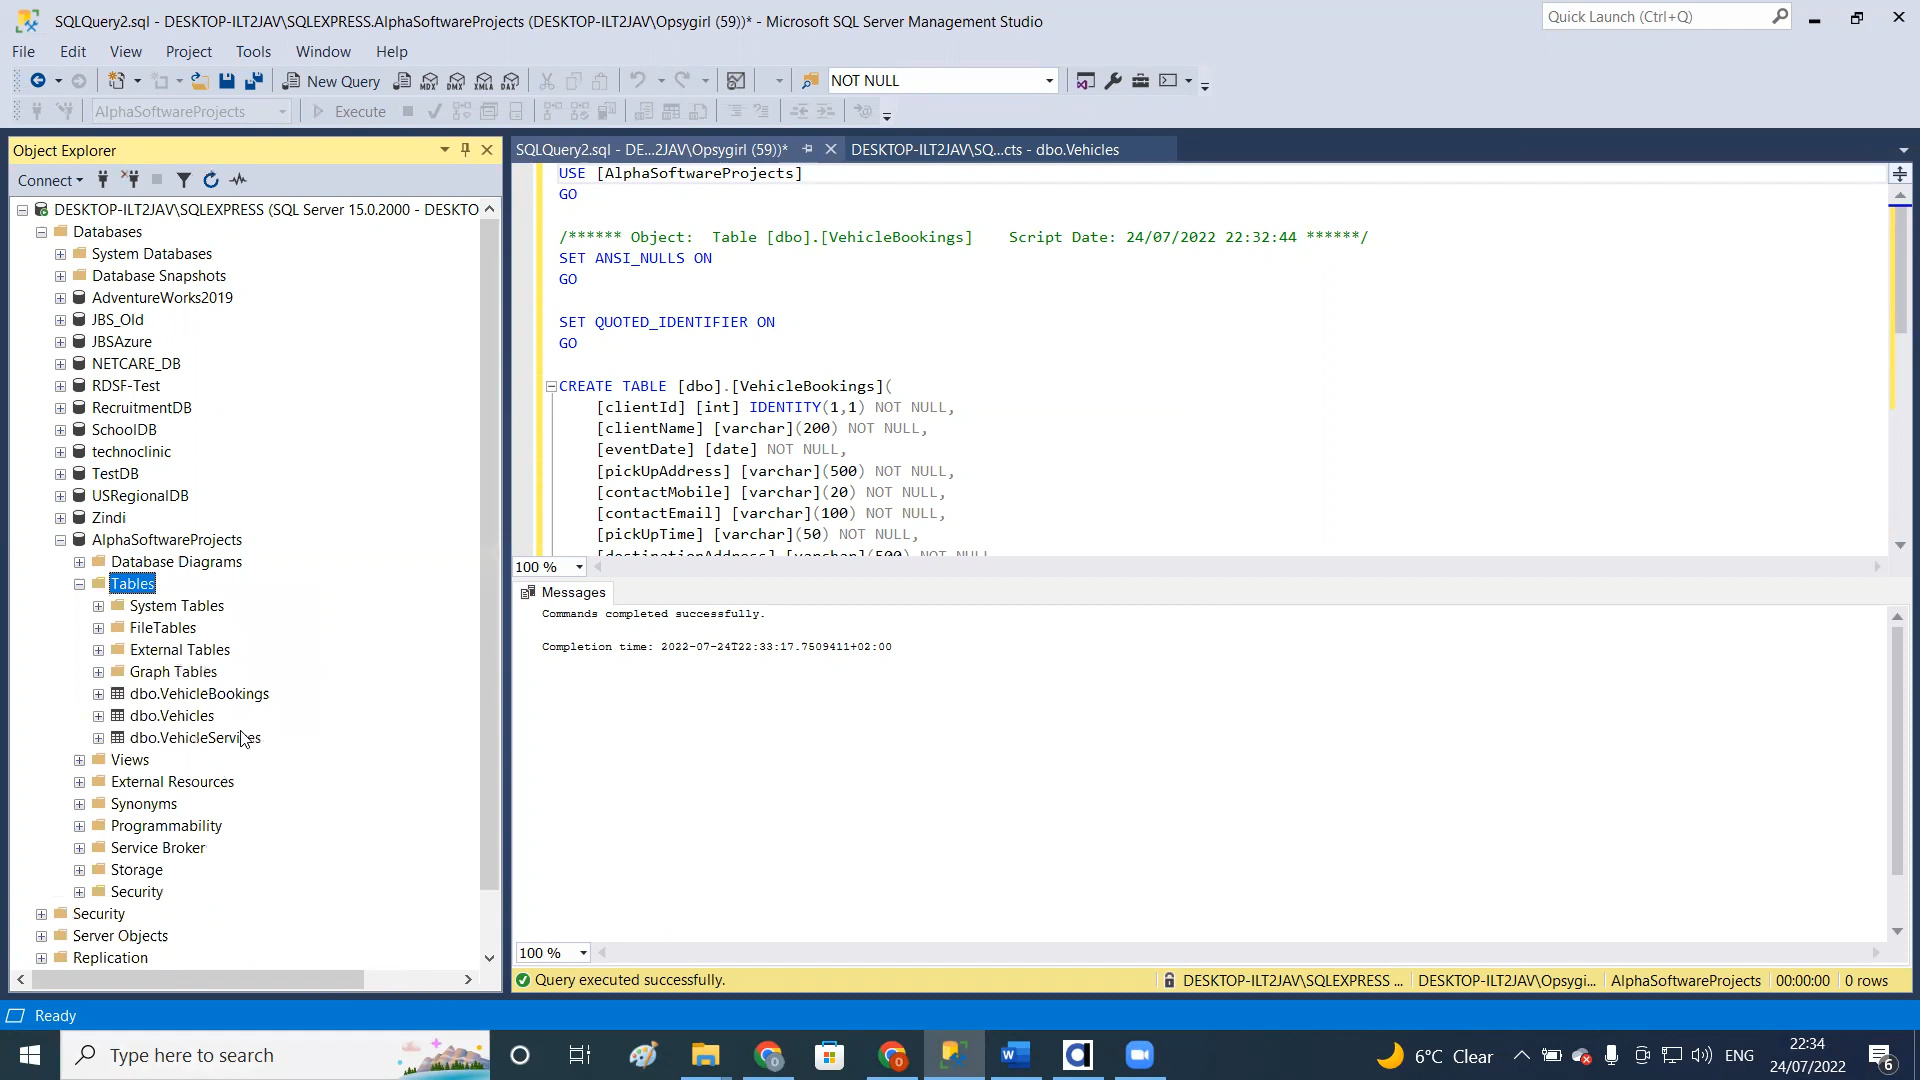 SQLQuery2.sql - DESKTOP-ILT2JAV\SQLEXPRESS.AlphaSoftwareProjects (DESKTOP-ILT2JAV\Opsygirl (59))* - Microsoft SQL Server Management Studio
Quick Launch (Ctrl+Q)
File Edit View Project Tools Window Help
New Query MDX DMX XMLA DAX NOT NULL
AlphaSoftwareProjects Execute
Object Explorer
Connect
DESKTOP-ILT2JAV\SQLEXPRESS (SQL Server 15.0.2000 - DESKTO
Databases
System Databases
Database Snapshots
AdventureWorks2019
JBS_Old
JBSAzure
NETCARE_DB
RDSF-Test
RecruitmentDB
SchoolDB
technoclinic
TestDB
USRegionalDB
Zindi
AlphaSoftwareProjects
Database Diagrams
Tables
System Tables
FileTables
External Tables
Graph Tables
dbo.VehicleBookings
dbo.Vehicles
dbo.VehicleServices
Views
External Resources
Synonyms
Programmability
Service Broker
Storage
Security
Security
Server Objects
Replication
SQLQuery2.sql - DE...2JAV\Opsygirl (59))* DESKTOP-ILT2JAV\SQ...cts - dbo.Vehicles
USE [AlphaSoftwareProjects]
GO
/****** Object: Table [dbo].[VehicleBookings] Script Date: 24/07/2022 22:32:44 ******/
SET ANSI_NULLS ON
GO
SET QUOTED_IDENTIFIER ON
GO
CREATE TABLE [dbo].[VehicleBookings](
[clientId] [int] IDENTITY(1,1) NOT NULL,
[clientName] [varchar](200) NOT NULL,
[eventDate] [date] NOT NULL,
[pickUpAddress] [varchar](500) NOT NULL,
[contactMobile] [varchar](20) NOT NULL,
[contactEmail] [varchar](100) NOT NULL,
[pickUpTime] [varchar](50) NOT NULL,
[destinationAddress] [varchar](500) NOT NULL
100 %
Messages
Commands completed successfully.
Completion time: 2022-07-24T22:33:17.7509411+02:00
100 %
Query executed successfully. DESKTOP-ILT2JAV\SQLEXPRESS ... DESKTOP-ILT2JAV\Opsygi... AlphaSoftwareProjects 00:00:00 0 rows
Ready
Type here to search
6°C Clear ENG
22:34
24/07/2022
6